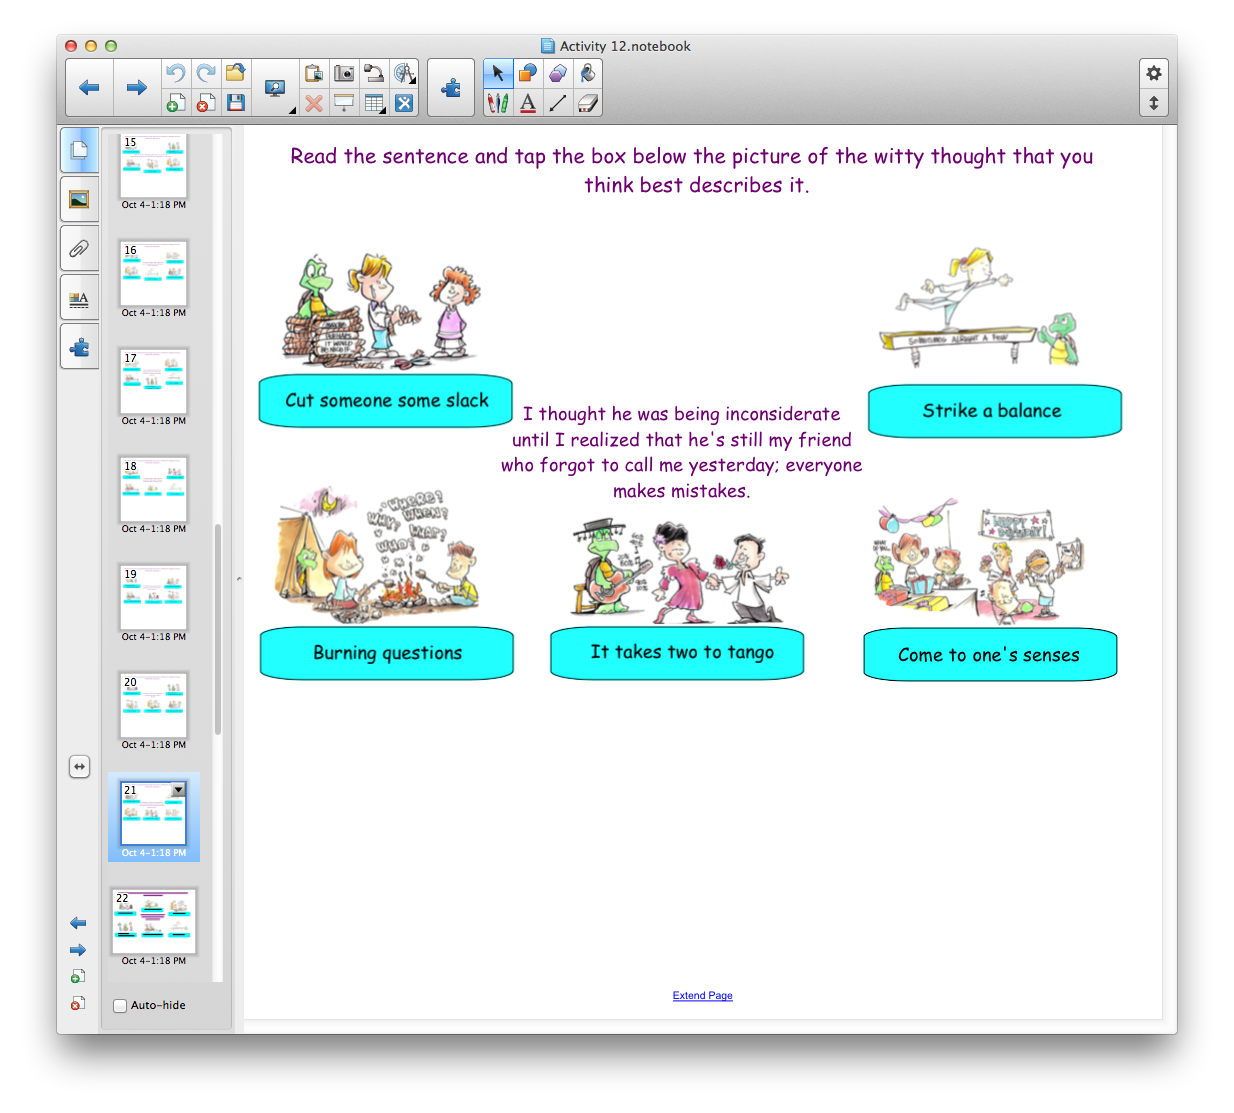 Activity 12.notebook
15
Oct 4-1:18 PM
16
Oct 4-1:18 PM
17
Oct 4-1:18 PM
18
Oct 4-1:18 PM
19
Oct 4-1:18 PM
20
Oct 4-1:18 PM
21
Oct 4-1:18 PM
22
Oct 4-1:18 PM
Auto-hide
Read the sentence and tap the box below the picture of the witty thought that you
think best describes it.
Cut someone some slack
Strike a balance
I thought he was being inconsiderate
until I realized that he's still my friend
who forgot to call me yesterday; everyone
makes mistakes.
WHERE?
WHY? WHEN?
WHAT?
WHO?
HAPPY
BIRTHDAY!
Burning questions
It takes two to tango
Come to one's senses
Extend Page